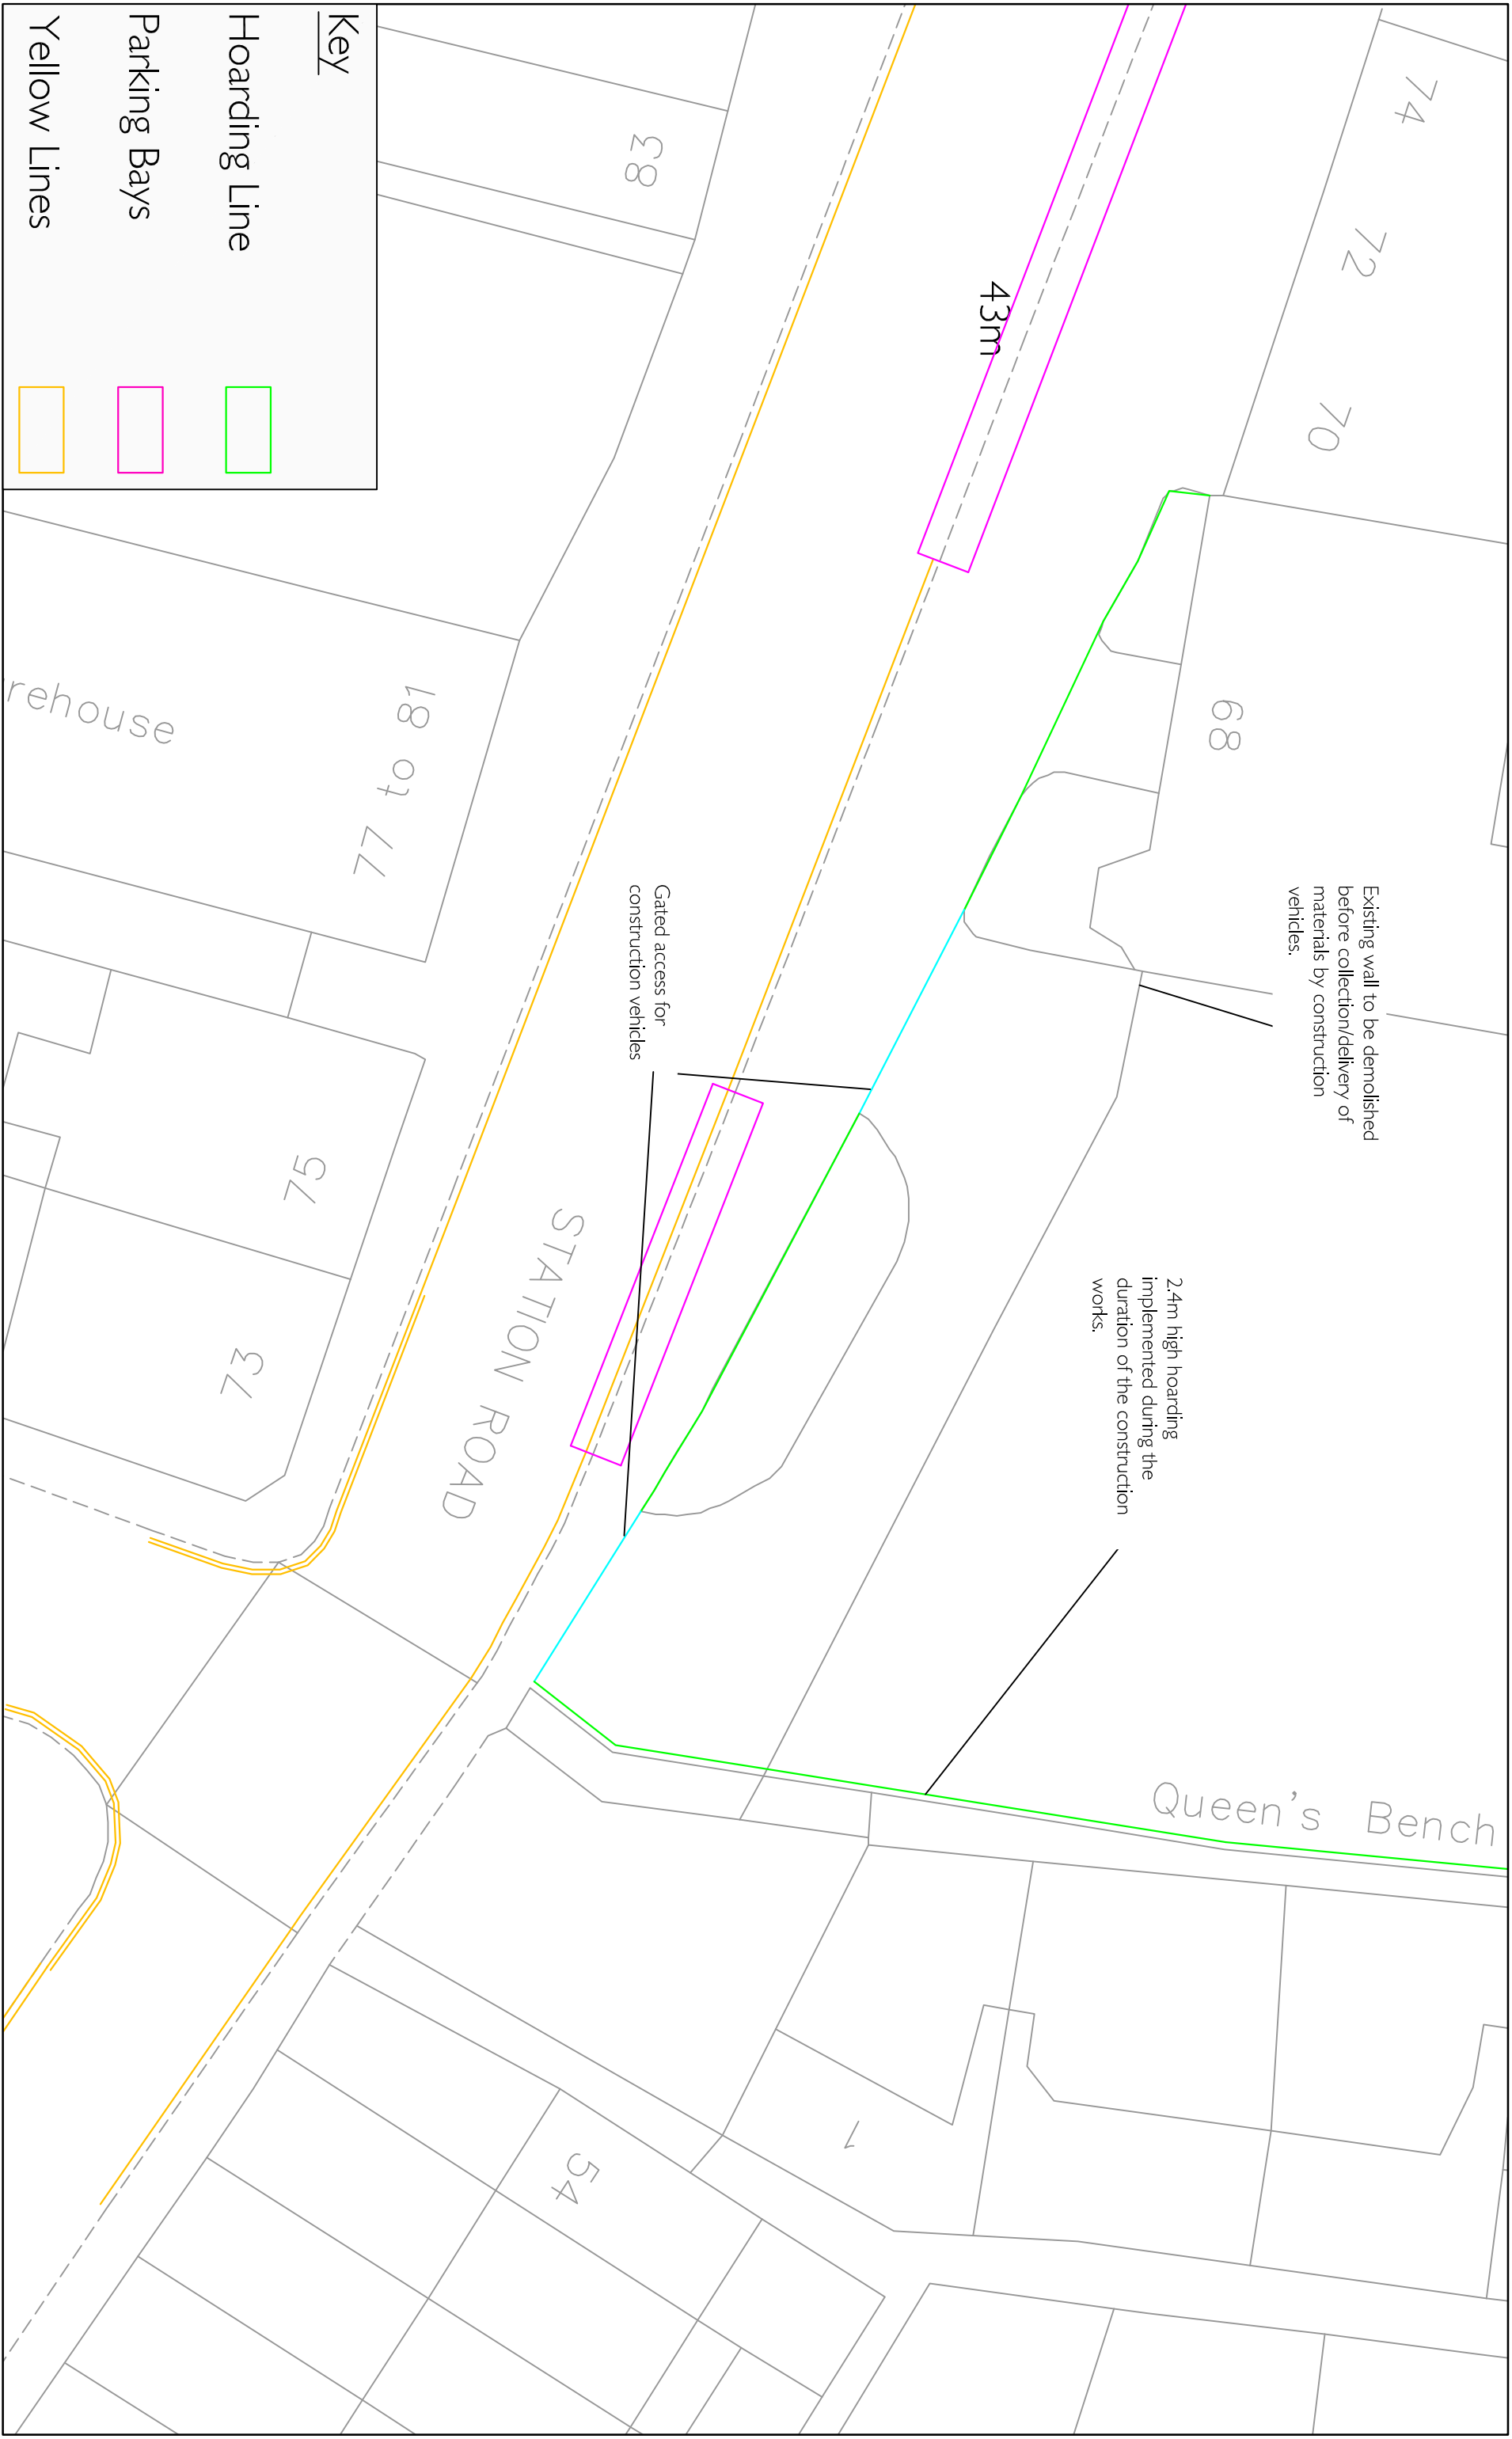 Key
Hoarding Line
Parking Bays
Yellow Lines
83
43m
74
72
70
68
rehouse
77 to 81
75
73
STATION ROAD
Gated access for
construction vehicles
Existing wall to be demolished
before collection/delivery of
materials by construction
vehicles.
2.4m high hoarding
implemented during the
duration of the construction
works.
Queen's Bench
1
54